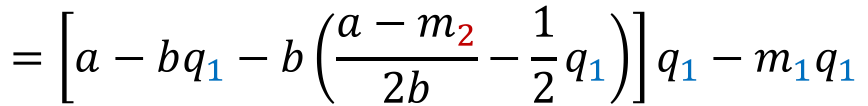 = [a − bq₁ − b((a − m₂)/2b − 1/2 q₁)] q₁ − m₁q₁